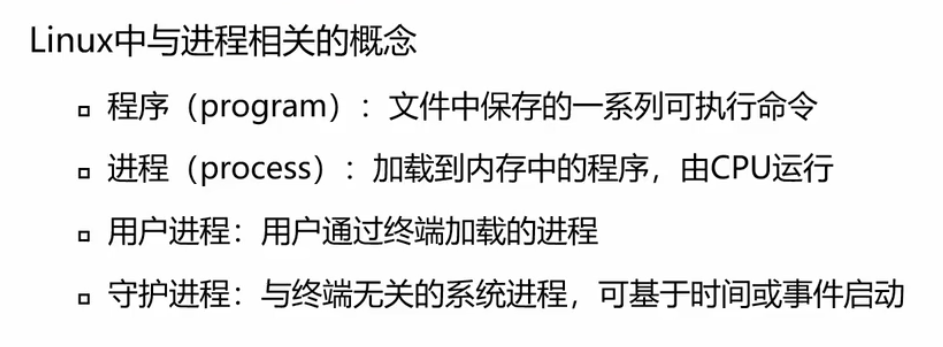 Linux中与进程相关的概念
程序（program）：文件中保存的一系列可执行命令
进程（process）：加载到内存中的程序，由CPU运行
用户进程：用户通过终端加载的进程
守护进程：与终端无关的系统进程，可基于时间或事件启动